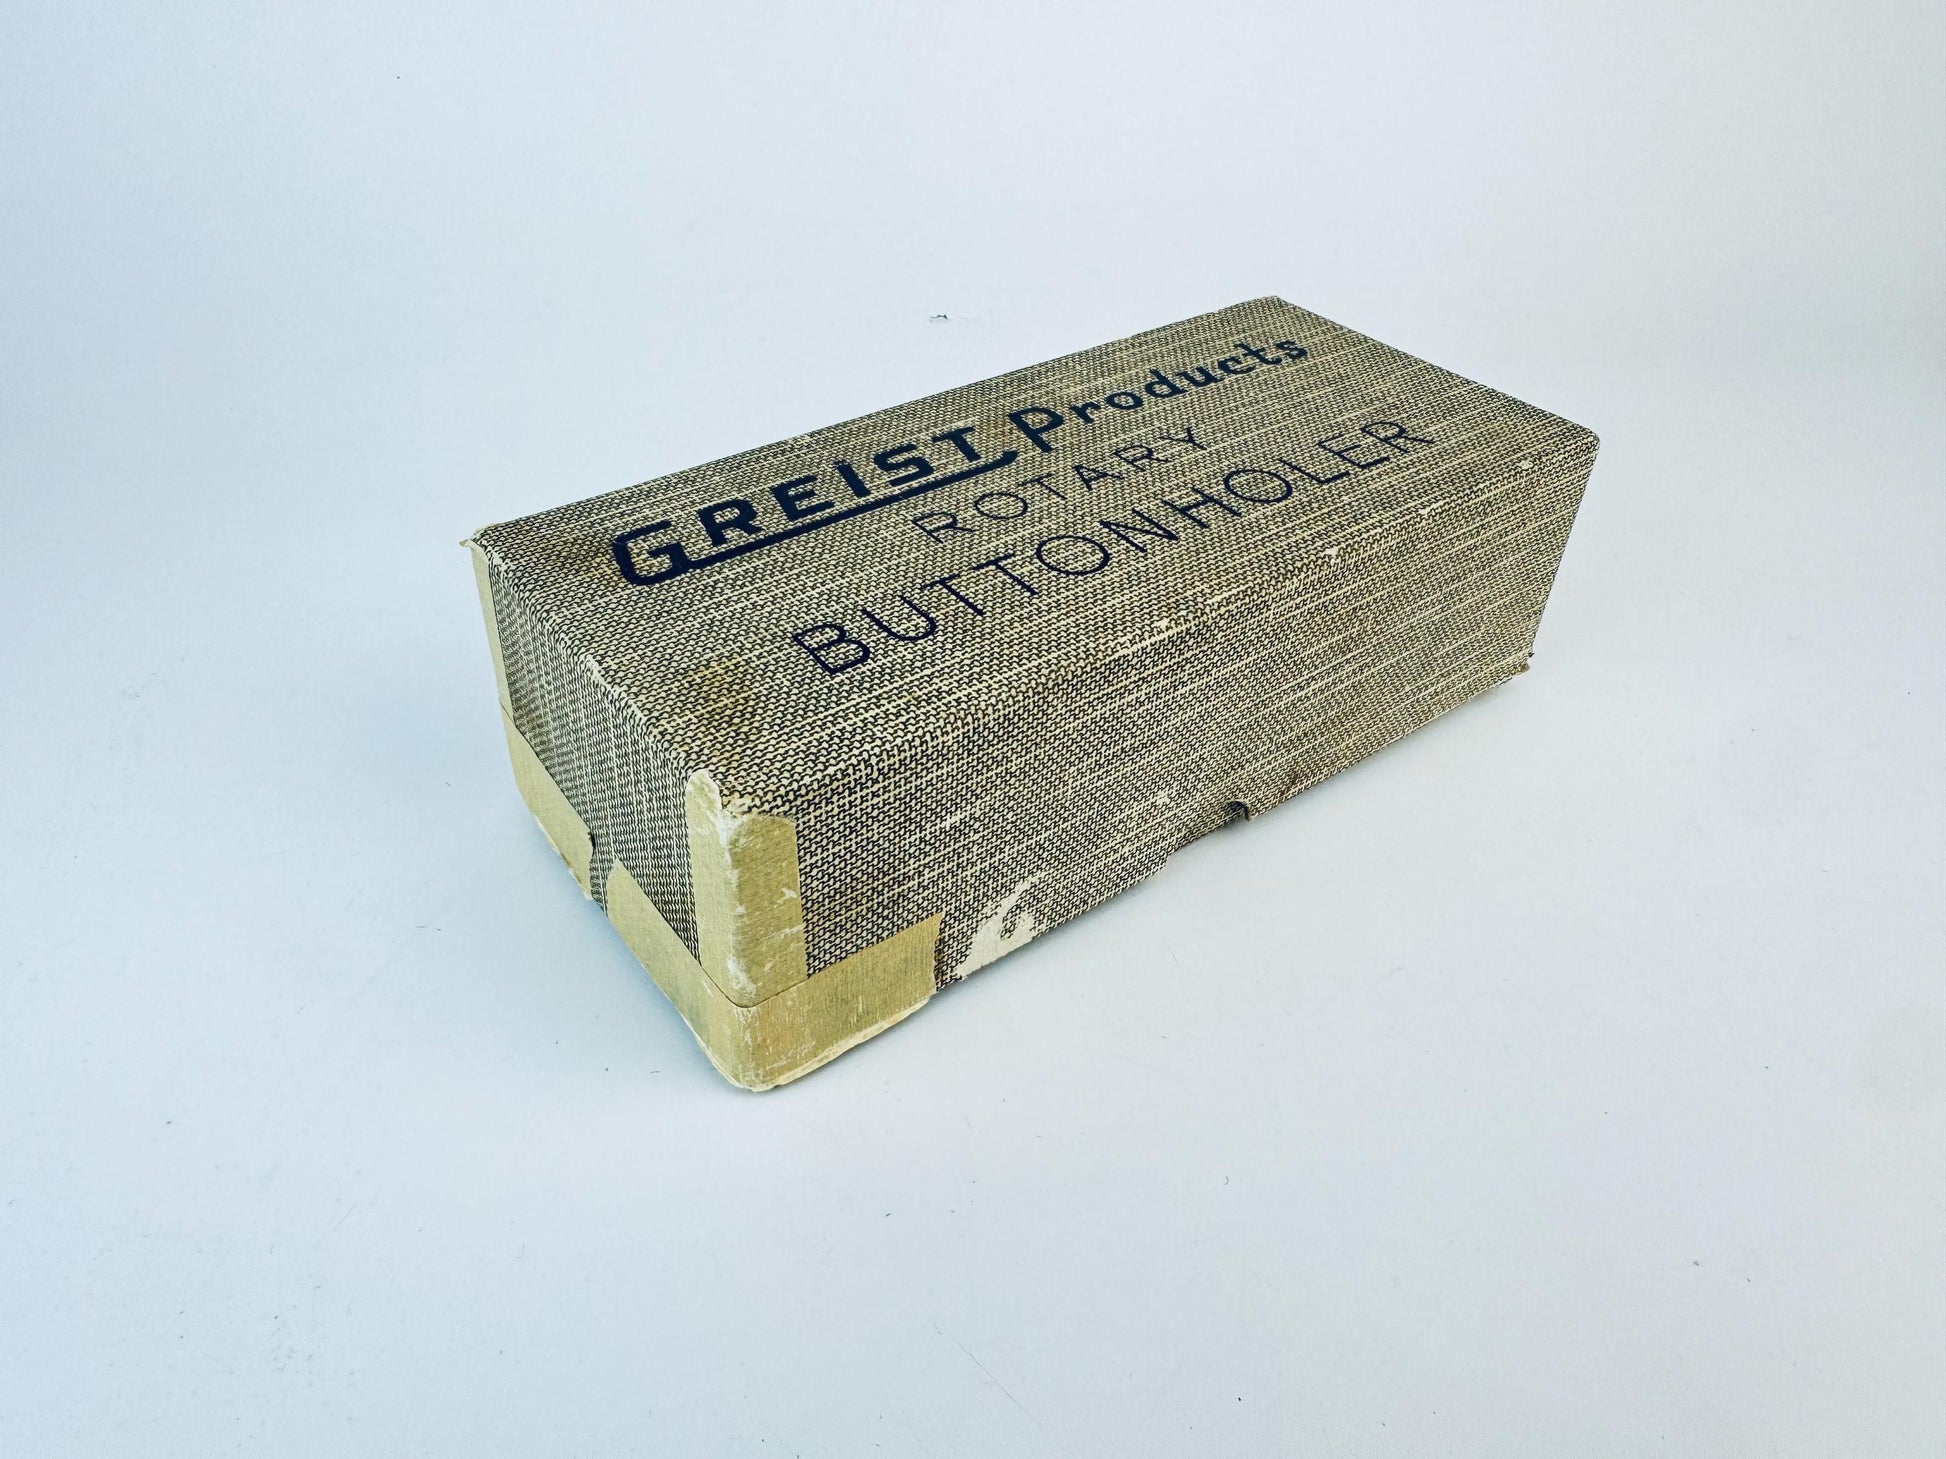 GREIST Products
ROTARY
BUTTONHOLER